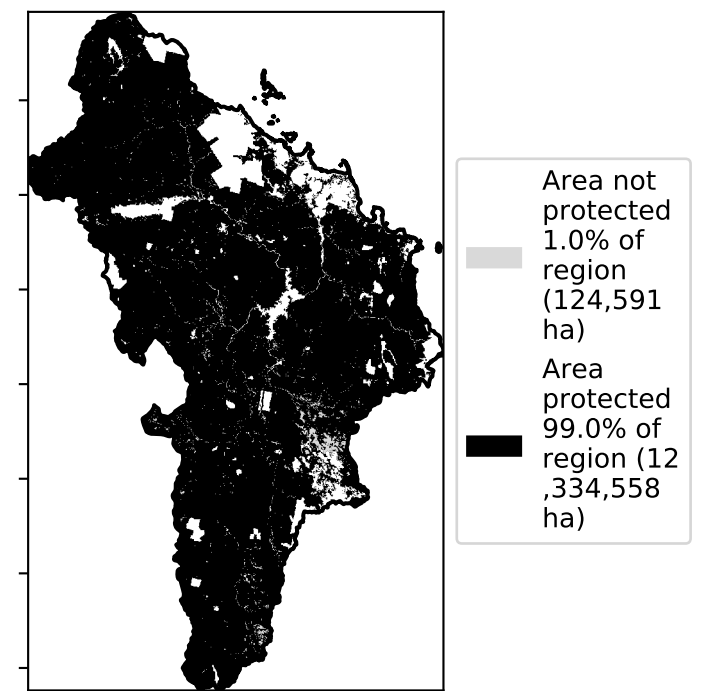 Area not
protected
1.0% of
region
(124,591
ha)
Area
protected
99.0% of
region (12
,334,558
ha)